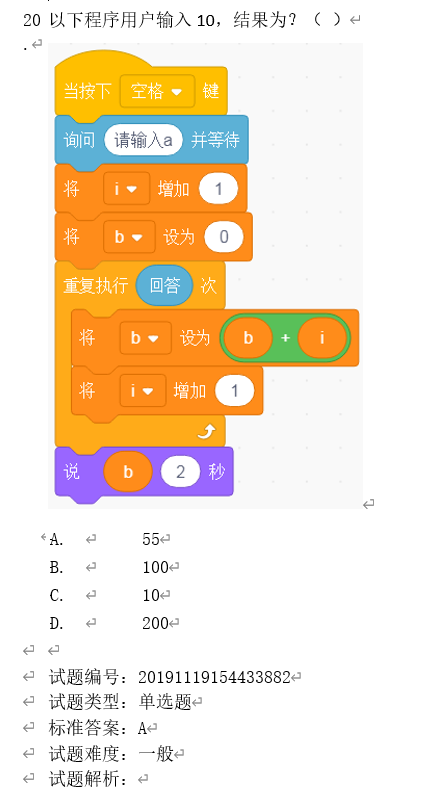 20 以下程序用户输入10，结果为？（ ）
.
当按下 空格 键
询问 请输入a 并等待
将 i 增加 1
将 b 设为 0
重复执行 回答 次
将 b 设为 b + i
将 i 增加 1
说 b 2 秒
A. 55
B. 100
C. 10
D. 200
试题编号：20191119154433882
试题类型：单选题
标准答案：A
试题难度：一般
试题解析：